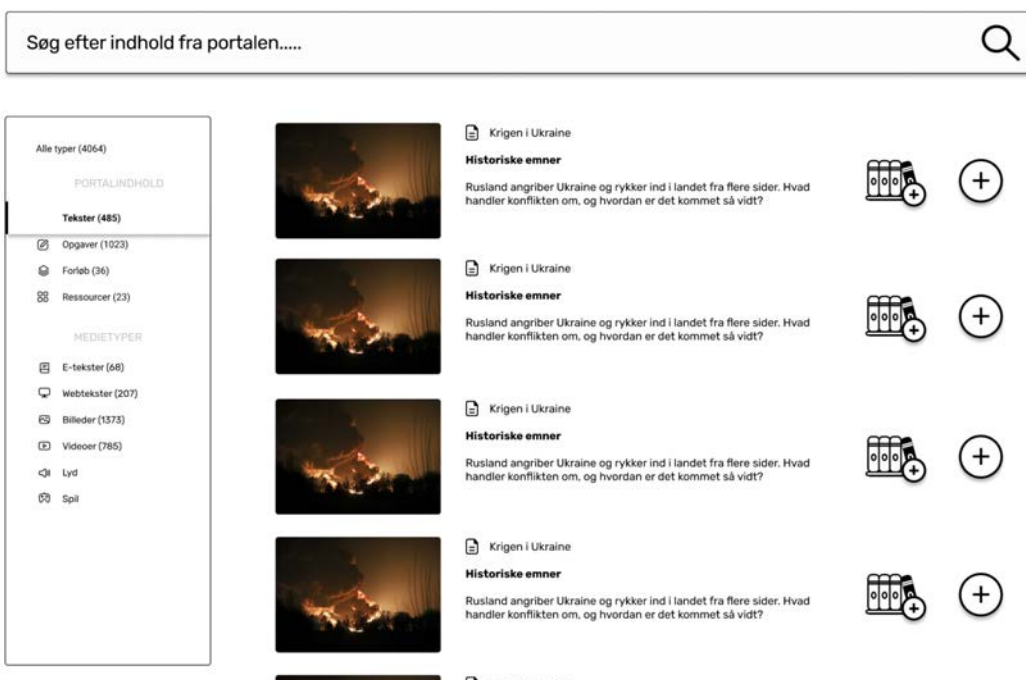 Søg efter indhold fra portalen.....
Alle typer (4064)
PORTALINDHOLD
Tekster (485)
Opgaver (1023)
Forløb (36)
Ressourcer (23)
MEDIETYPER
E-tekster (68)
Webtekster (207)
Billeder (1373)
Videoer (785)
Lyd
Spil
Krigen i Ukraine
Historiske emner
Rusland angriber Ukraine og rykker ind i landet fra flere sider. Hvad
handler konflikten om, og hvordan er det kommet så vidt?
Krigen i Ukraine
Historiske emner
Rusland angriber Ukraine og rykker ind i landet fra flere sider. Hvad
handler konflikten om, og hvordan er det kommet så vidt?
Krigen i Ukraine
Historiske emner
Rusland angriber Ukraine og rykker ind i landet fra flere sider. Hvad
handler konflikten om, og hvordan er det kommet så vidt?
Krigen i Ukraine
Historiske emner
Rusland angriber Ukraine og rykker ind i landet fra flere sider. Hvad
handler konflikten om, og hvordan er det kommet så vidt?